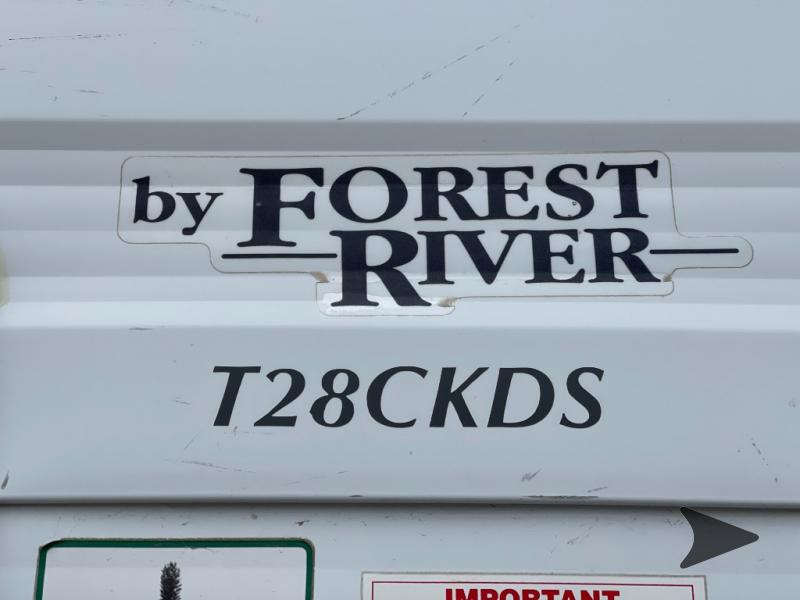 by FOREST
RIVER
T28CKDS
IMPORTANT